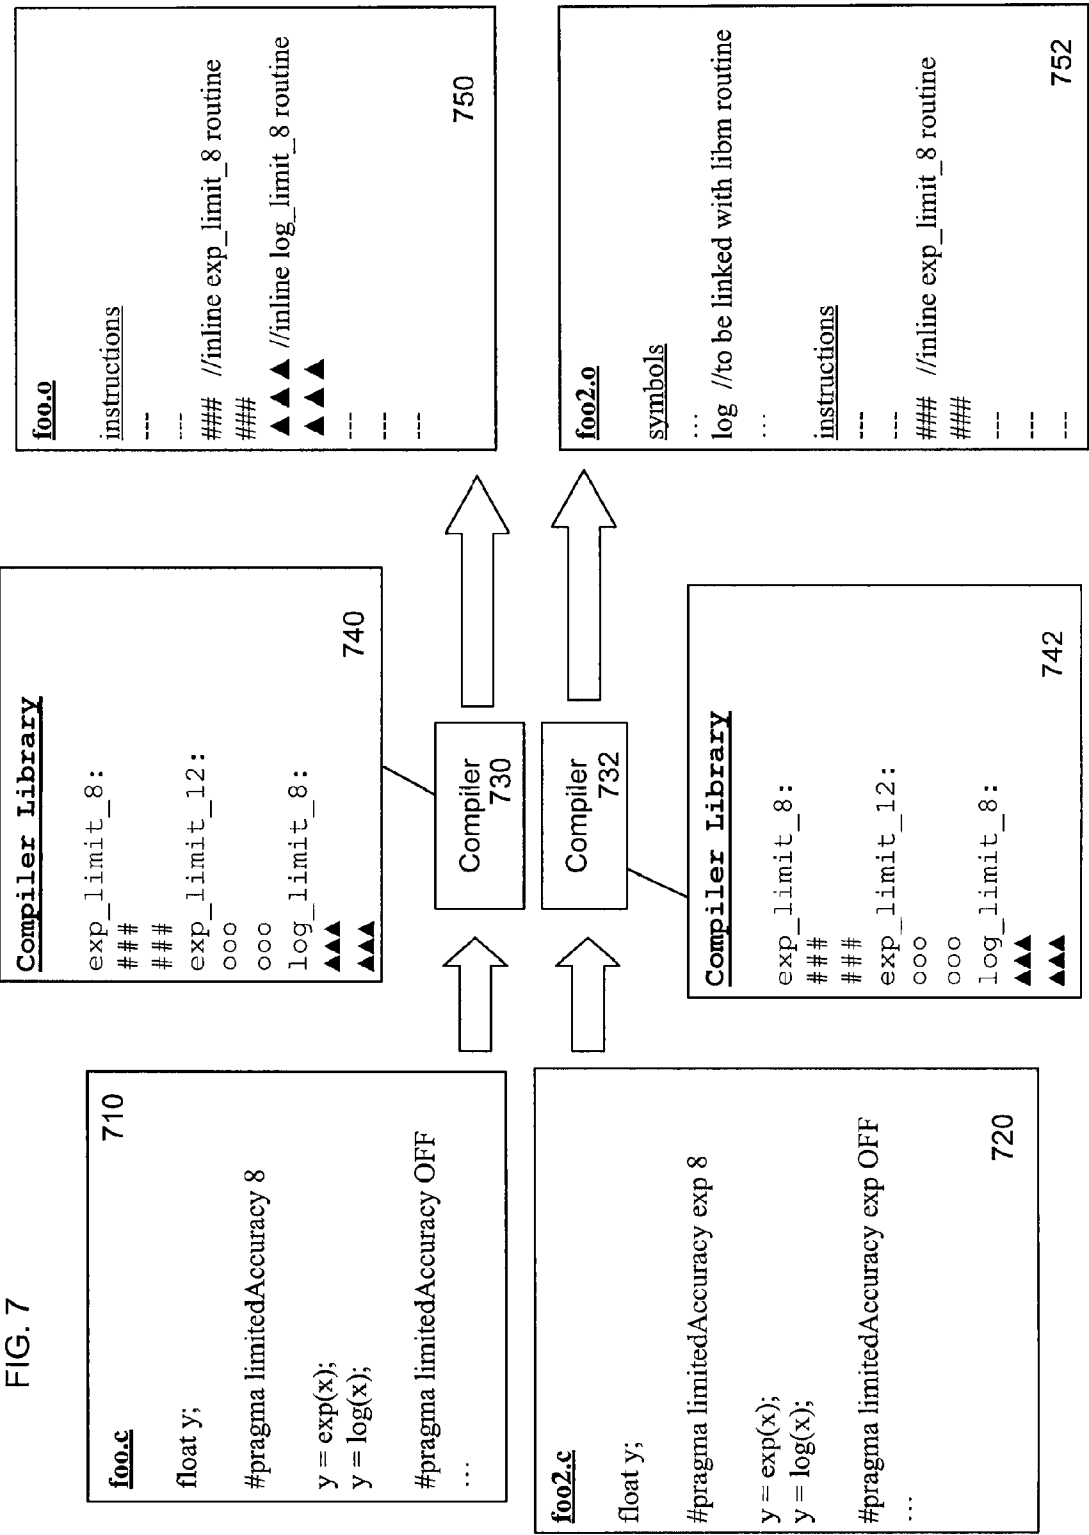 FIG. 7
foo.c
710
float y;
#pragma limitedAccuracy 8
y = exp(x);
y = log(x);
#pragma limitedAccuracy OFF
...
foo2.c
float y;
#pragma limitedAccuracy exp 8
y = exp(x);
y = log(x);
#pragma limitedAccuracy exp OFF
...
720
Compiler Library
exp_limit_8:
###
###
exp_limit_12:
ooo
ooo
log_limit_8:
▲▲▲
▲▲▲
740
Compiler
730
Compiler
732
Compiler Library
exp_limit_8:
###
###
exp_limit_12:
ooo
ooo
log_limit_8:
▲▲▲
▲▲▲
742
foo.o
instructions
---
---
### //inline exp_limit_8 routine
###
▲▲▲ //inline log_limit_8 routine
▲▲▲
---
---
---
750
foo2.o
symbols
...
log //to be linked with libm routine
...
instructions
---
---
### //inline exp_limit_8 routine
###
---
---
---
752